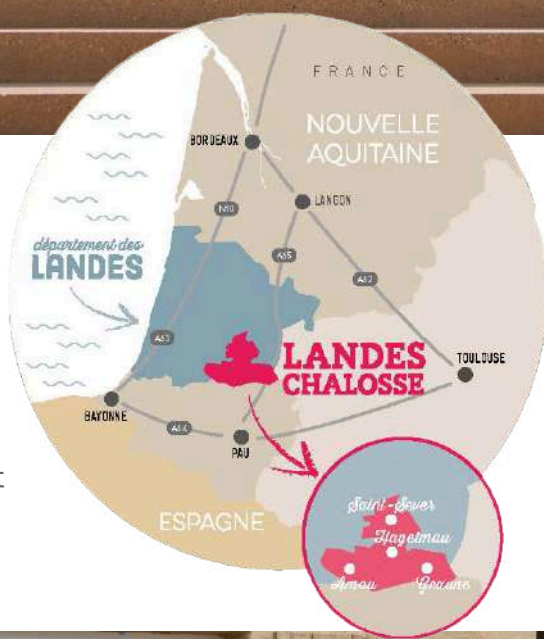 FRANCE
NOUVELLE
AQUITAINE
BORDEAUX
LANGON
N10
département des
LANDES
A65
A62
A63
LANDES
CHALOSSE
TOULOUSE
BAYONNE
A64
PAU
ESPAGNE
Saint-Sever
Hagetmau
Amou
Geaune